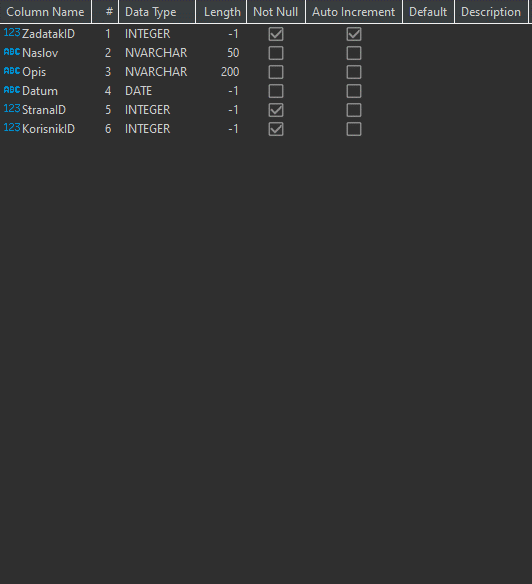 Column Name # Data Type Length Not Null Auto Increment Default Description
123 ZadatakID 1 INTEGER -1
ABC Naslov 2 NVARCHAR 50
ABC Opis 3 NVARCHAR 200
ABC Datum 4 DATE -1
123 StranaID 5 INTEGER -1
123 KorisnikID 6 INTEGER -1